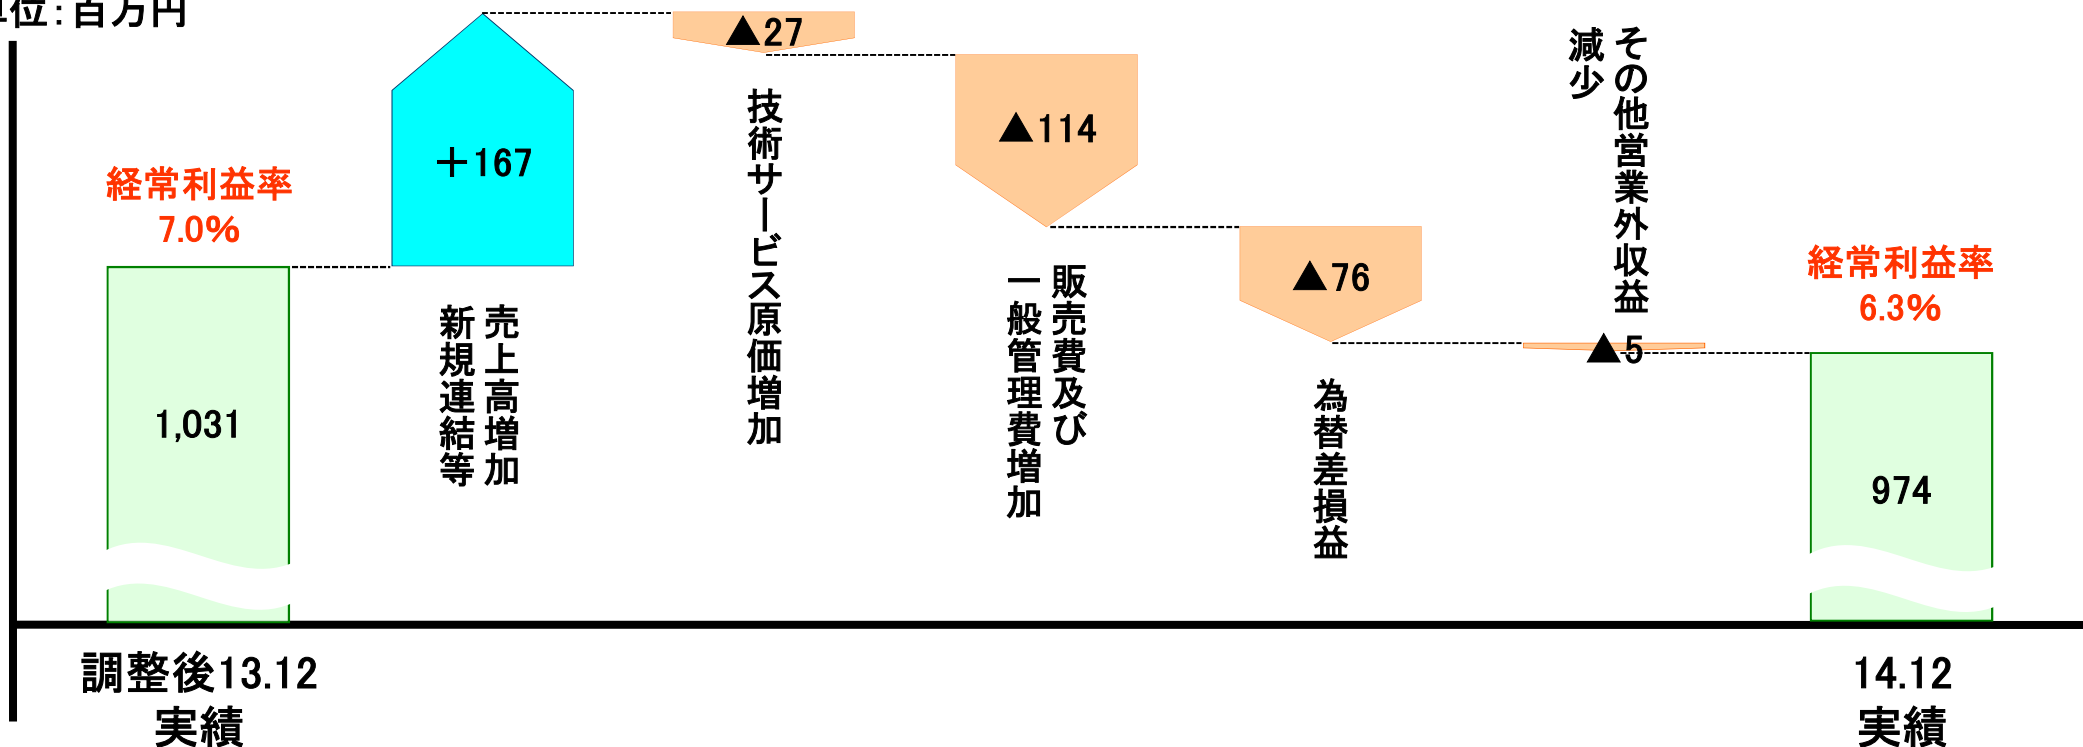 単位：百万円
経常利益率
7.0%
1,031
調整後13.12
実績
＋167
売上高増加
新規連結等
▲27
技術サービス原価増加
▲114
販売費及び
一般管理費増加
▲76
為替差損益
その他営業外収益
減少
▲5
経常利益率
6.3%
974
14.12
実績